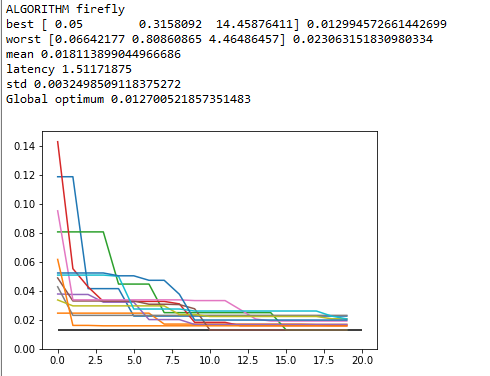 ALGORITHM firefly
best [ 0.05 0.3158092 14.45876411] 0.012994572661442699
worst [0.06642177 0.80860865 4.46486457] 0.023063151830980334
mean 0.018113899044966686
latency 1.51171875
std 0.0032498509118375272
Global optimum 0.012700521857351483
0.14
0.12
0.10
0.08
0.06
0.04
0.02
0.00
0.0 2.5 5.0 7.5 10.0 12.5 15.0 17.5 20.0